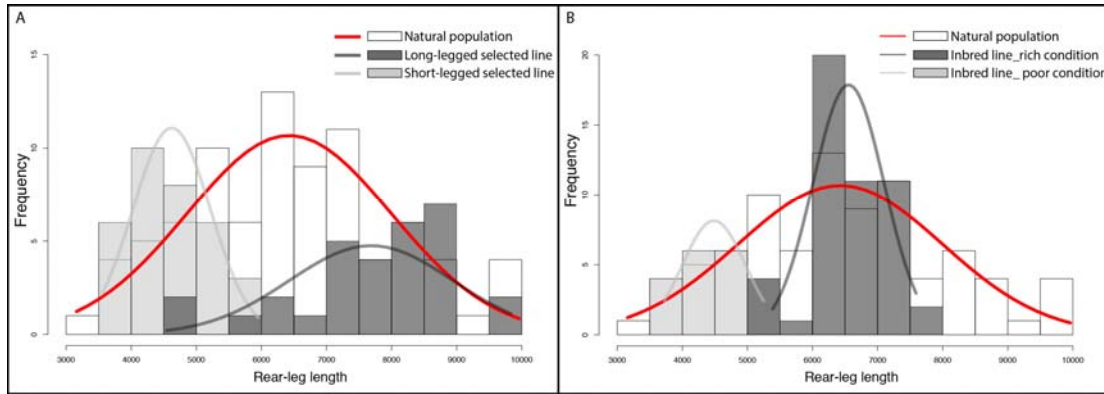 A
Natural population
Long-legged selected line
Short-legged selected line
Frequency
15
10
5
0
3000 4000 5000 6000 7000 8000 9000 10000
Rear-leg length
B
Natural population
Inbred line_rich condition
Inbred line_ poor condition
Frequency
20
15
10
5
0
3000 4000 5000 6000 7000 8000 9000 10000
Rear-leg length